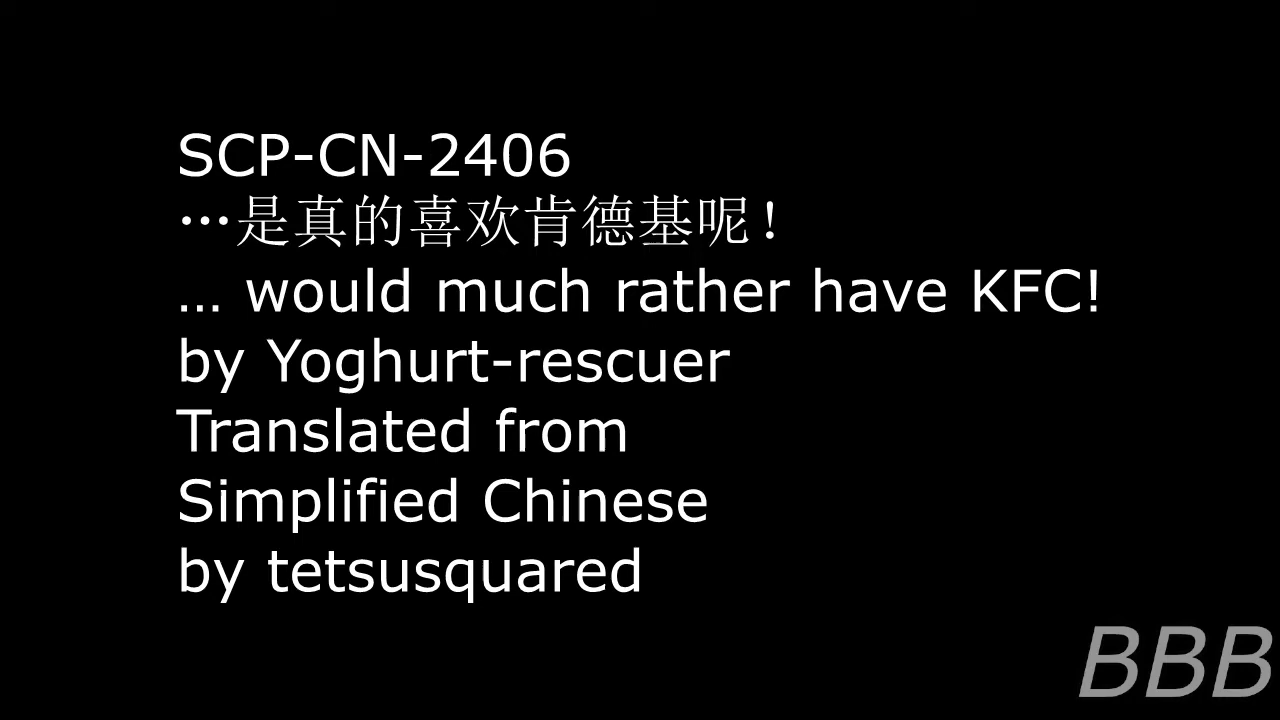 SCP-CN-2406
…是真的喜欢肯德基呢！
… would much rather have KFC!
by Yoghurt-rescuer
Translated from
Simplified Chinese
by tetsusquared
BBB